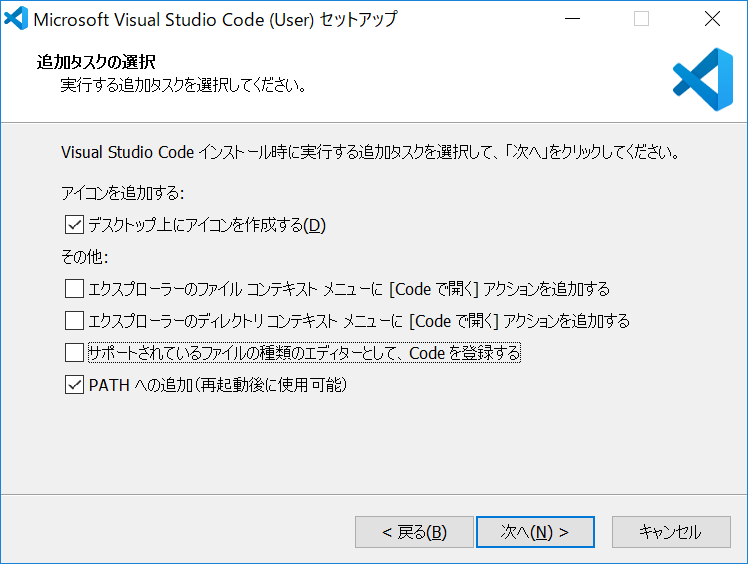 Microsoft Visual Studio Code (User) セットアップ
追加タスクの選択
実行する追加タスクを選択してください。
Visual Studio Code インストール時に実行する追加タスクを選択して、「次へ」をクリックしてください。
アイコンを追加する:
デスクトップ上にアイコンを作成する(D)
その他:
エクスプローラーのファイル コンテキスト メニューに [Code で開く] アクションを追加する
エクスプローラーのディレクトリ コンテキスト メニューに [Code で開く] アクションを追加する
サポートされているファイルの種類のエディターとして、Code を登録する
PATH への追加（再起動後に使用可能）
< 戻る(B) 次へ(N) > キャンセル